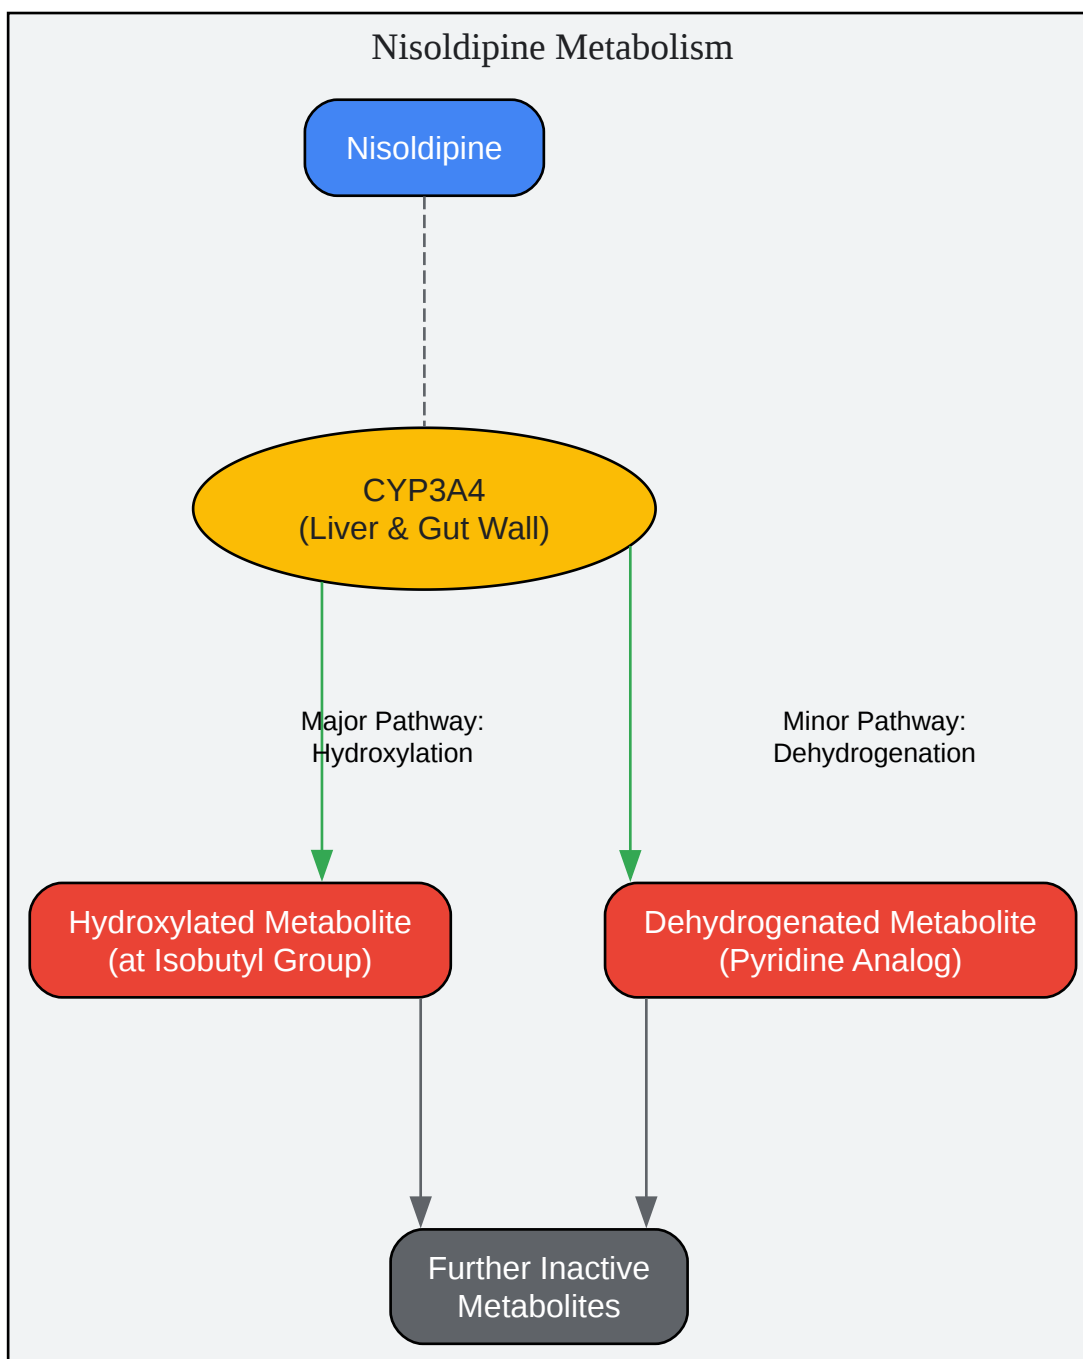 Nisoldipine Metabolism
Nisoldipine
CYP3A4
(Liver & Gut Wall)
Major Pathway:
Hydroxylation
Minor Pathway:
Dehydrogenation
Hydroxylated Metabolite
(at Isobutyl Group)
Dehydrogenated Metabolite
(Pyridine Analog)
Further Inactive
Metabolites